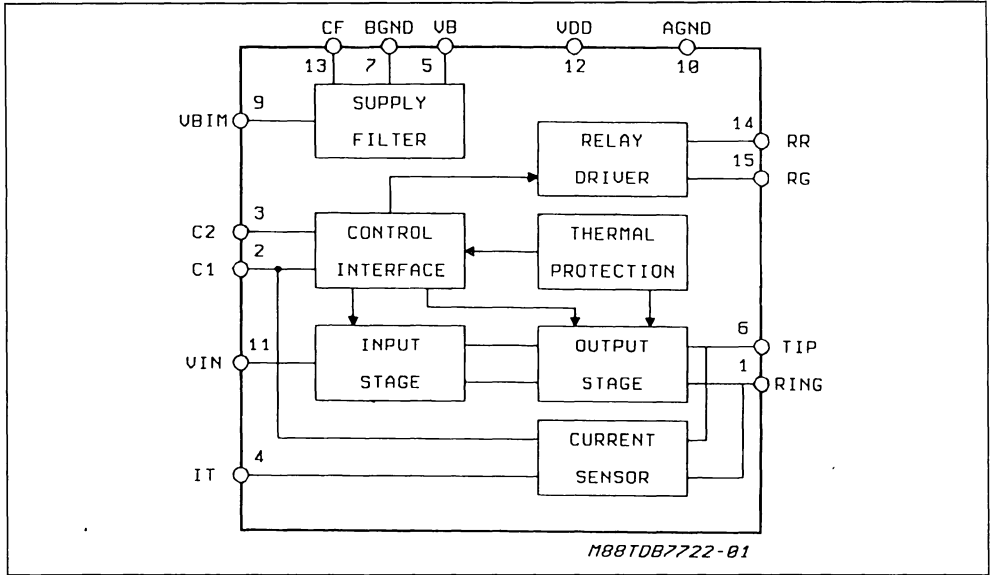 CF BGND VB VDD AGND
13 7 5 12 10
9 SUPPLY
VBIM FILTER
RELAY 14 RR
DRIVER 15 RG
3 C2 CONTROL THERMAL
2 C1 INTERFACE PROTECTION
11 VIN INPUT OUTPUT 6 TIP
STAGE STAGE 1 RING
CURRENT
4 IT SENSOR
M88TDB7722-01